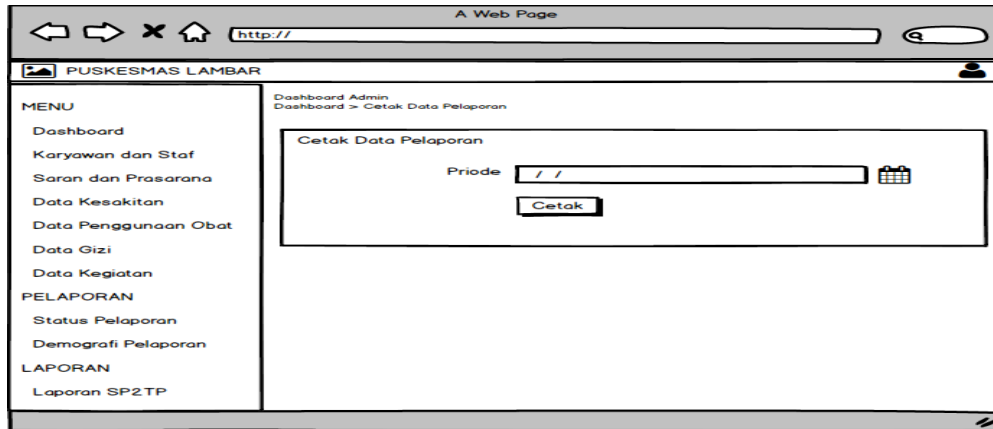 A Web Page
http://
PUSKESMAS LAMBAR
MENU
Dashboard
Karyawan dan Staf
Saran dan Prasarana
Data Kesakitan
Data Penggunaan Obat
Data Gizi
Data Kegiatan
PELAPORAN
Status Pelaporan
Demografi Pelaporan
LAPORAN
Laporan SP2TP
Dashboard Admin
Dashboard > Cetak Data Pelaporan
Cetak Data Pelaporan
Priode / /
Cetak